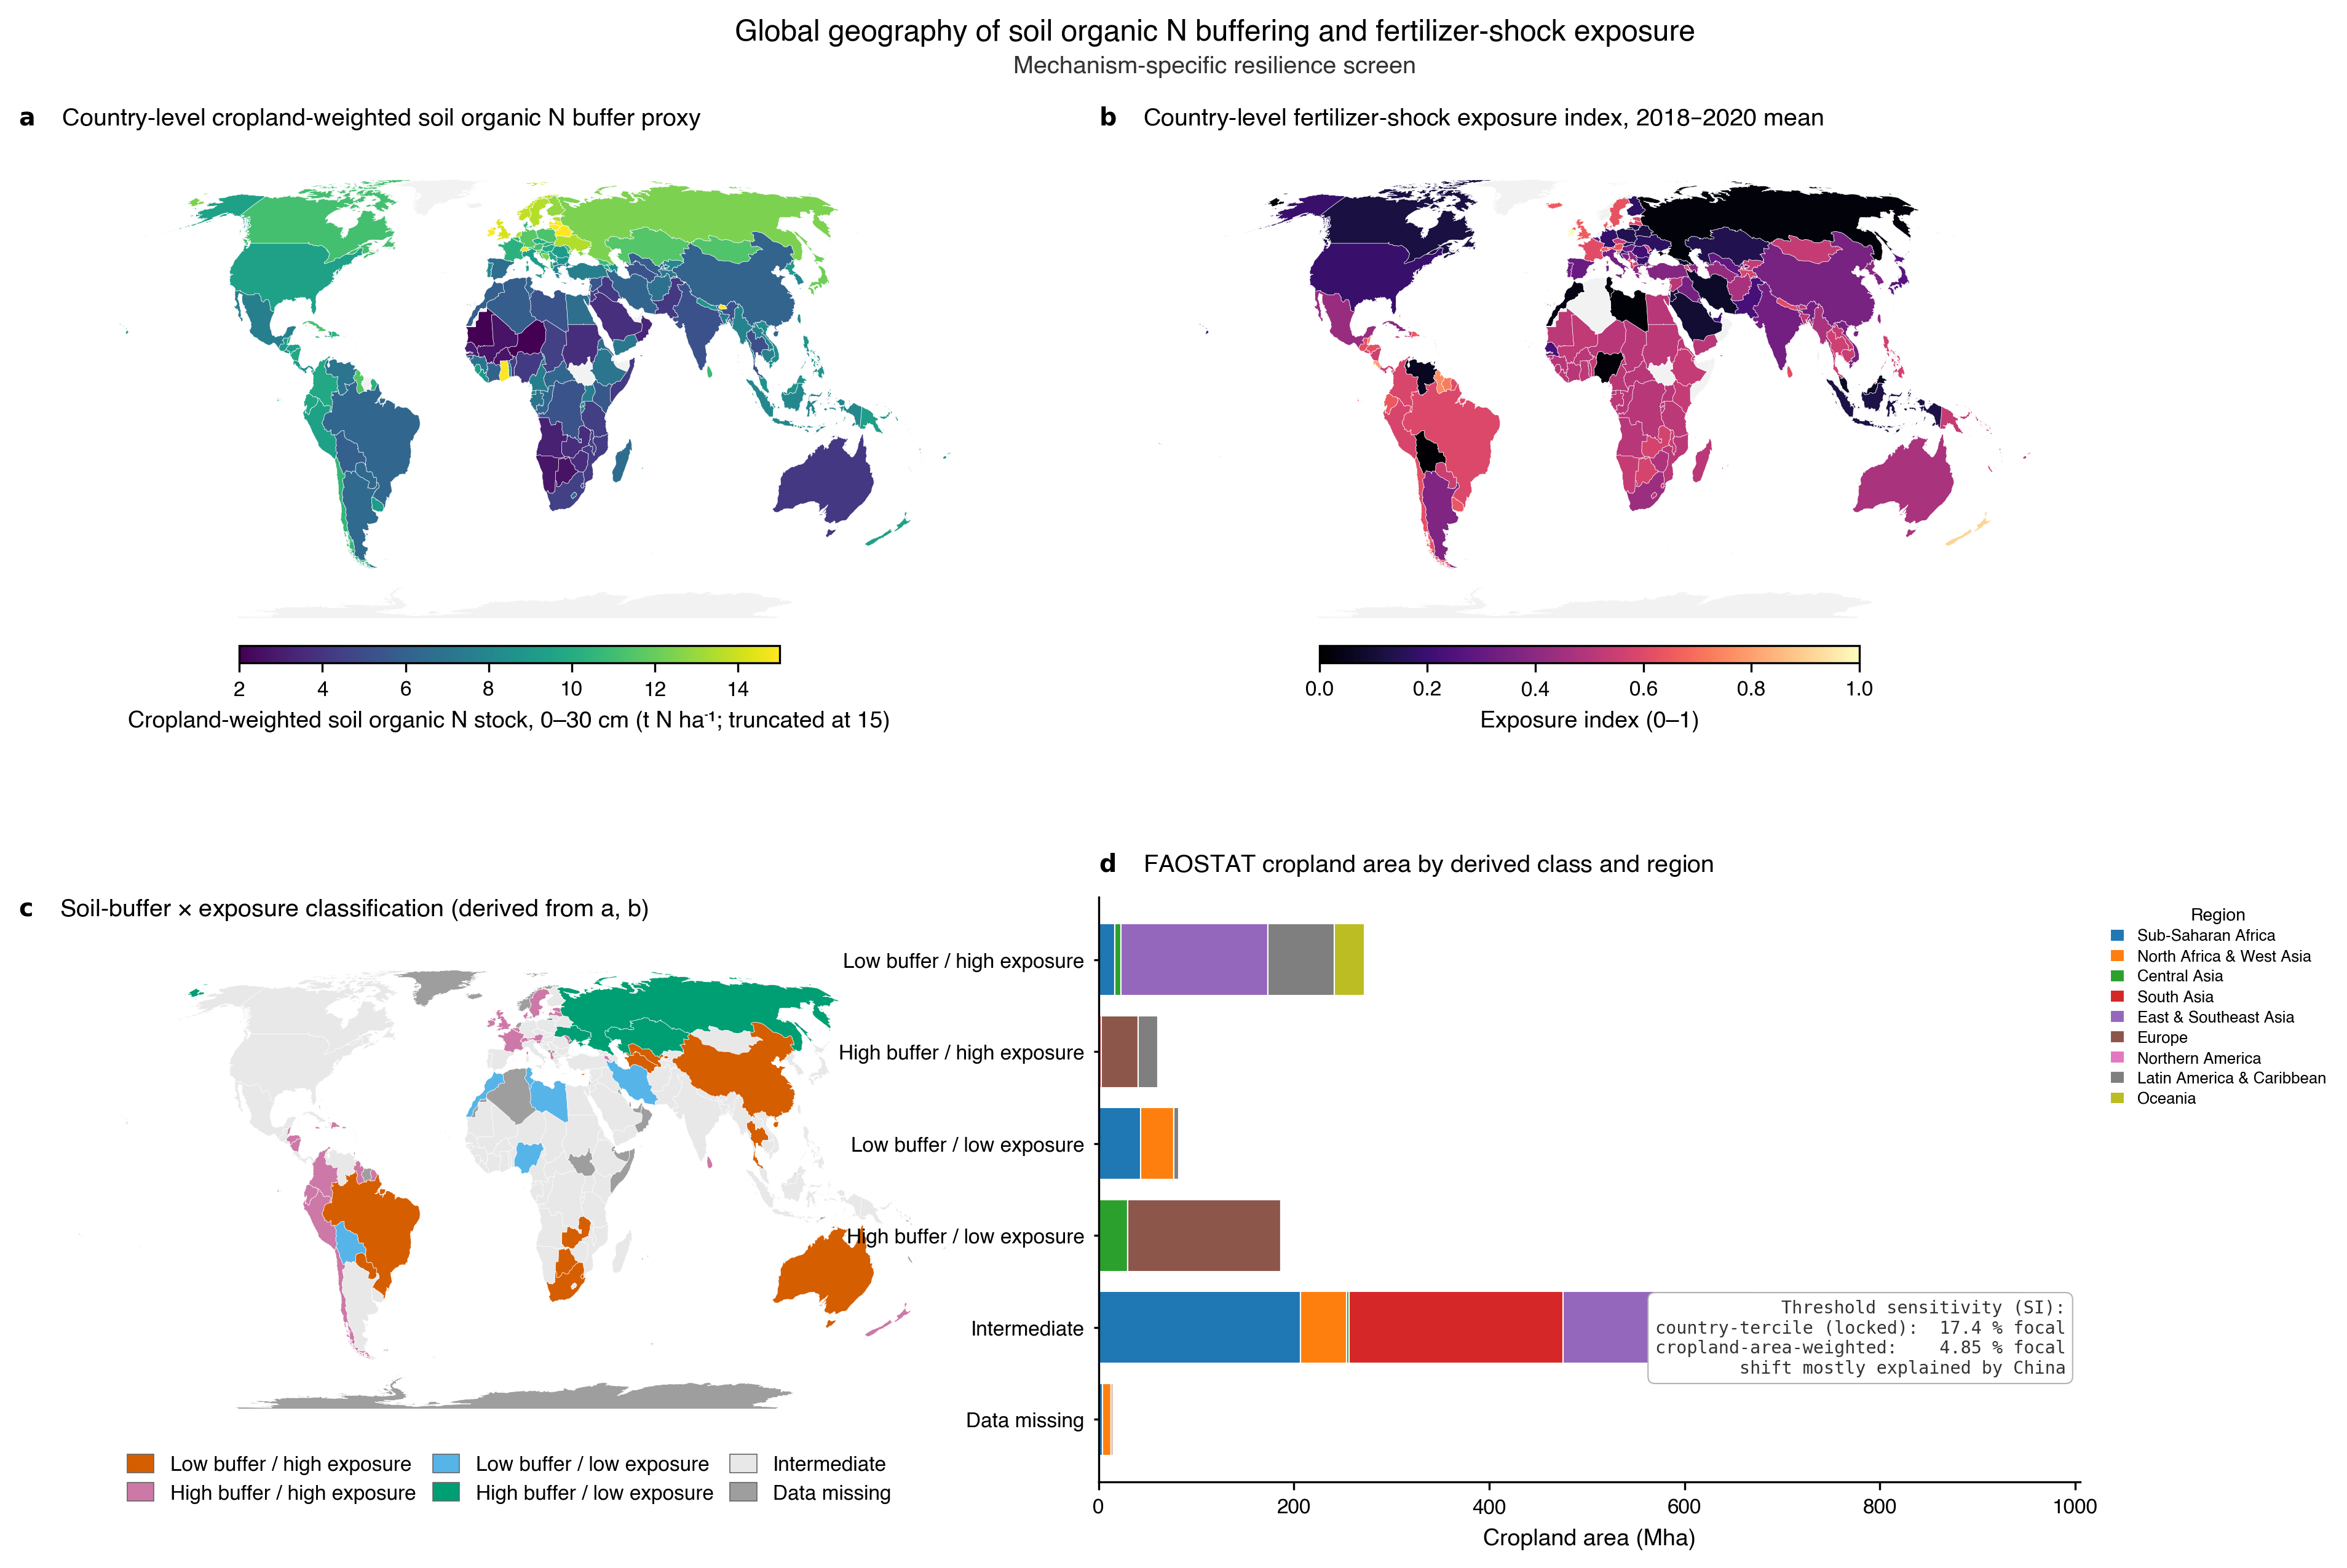 Global geography of soil organic N buffering and fertilizer-shock exposure
Mechanism-specific resilience screen
a Country-level cropland-weighted soil organic N buffer proxy
2 4 6 8 10 12 14
Cropland-weighted soil organic N stock, 0–30 cm (t N ha⁻¹; truncated at 15)
b Country-level fertilizer-shock exposure index, 2018–2020 mean
0.0 0.2 0.4 0.6 0.8 1.0
Exposure index (0–1)
c Soil-buffer × exposure classification (derived from a, b)
Low buffer / high exposure
High buffer / high exposure
Low buffer / low exposure
High buffer / low exposure
Intermediate
Data missing
d FAOSTAT cropland area by derived class and region
Low buffer / high exposure
High buffer / high exposure
Low buffer / low exposure
High buffer / low exposure
Intermediate
Data missing
Threshold sensitivity (SI):
country-tercile (locked): 17.4 % focal
cropland-area-weighted: 4.85 % focal
shift mostly explained by China
0 200 400 600 800 1000
Cropland area (Mha)
Region
Sub-Saharan Africa
North Africa & West Asia
Central Asia
South Asia
East & Southeast Asia
Europe
Northern America
Latin America & Caribbean
Oceania